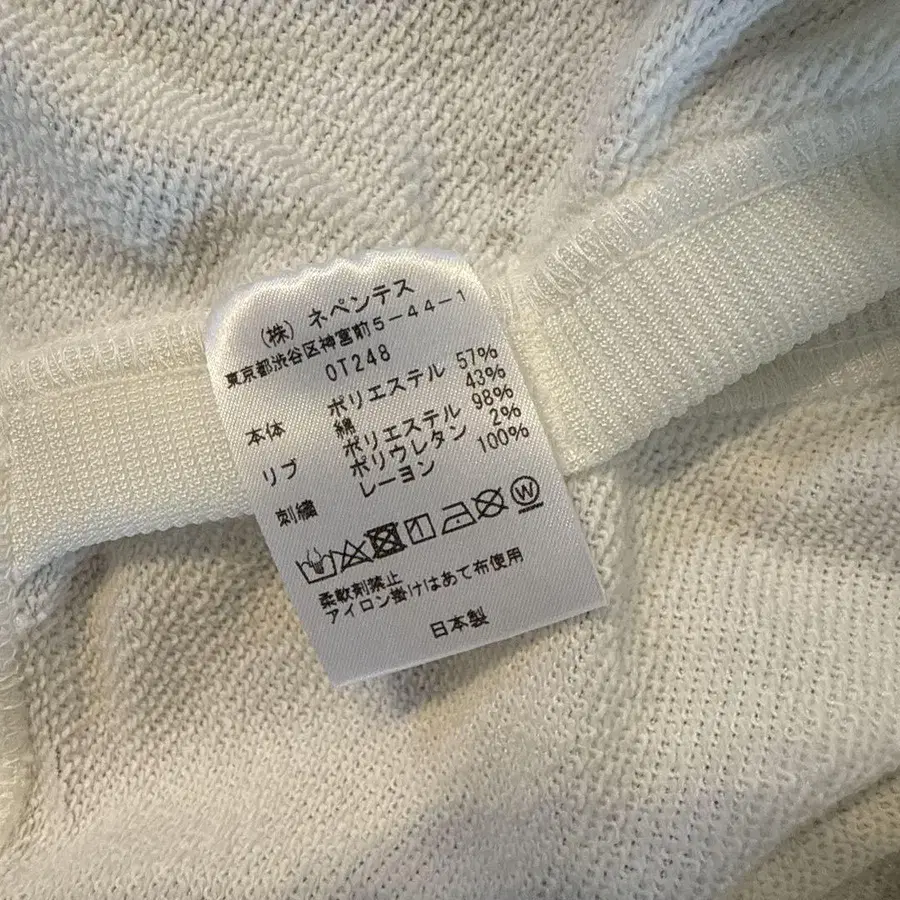 (株) ネペンテス
東京都渋谷区神宮前5-44-1
OT248
本体 ポリエステル 57%
綿 43%
リブ ポリエステル 98%
ポリウレタン 2%
刺繍 レーヨン 100%
W
柔軟剤禁止
アイロン掛けはあて布使用
日本製